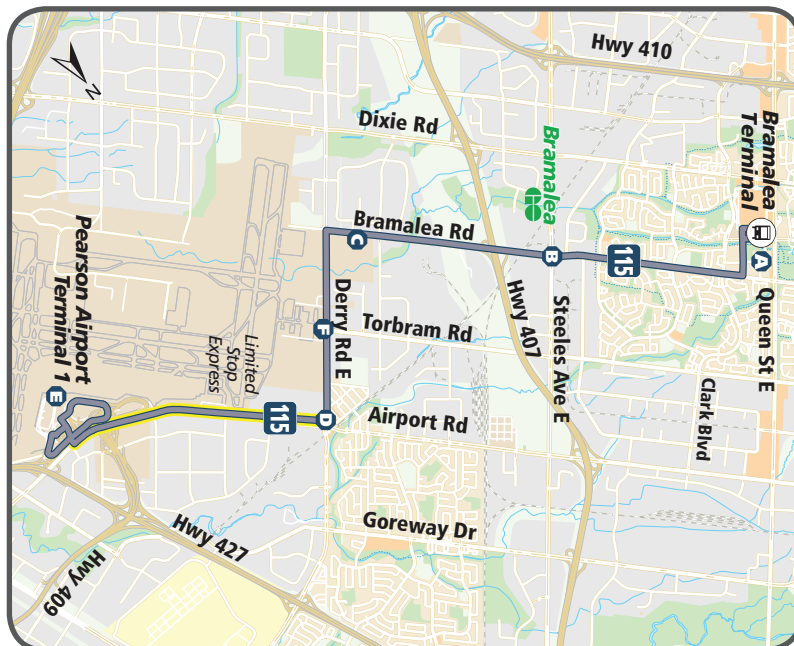 Hwy 410
Dixie Rd
Bramalea
Bramalea
Terminal
N
Bramalea Rd
C
B
115
A
Hwy 407
Derry Rd E
F
Torbram Rd
Steeles Ave E
Queen St E
Clark Blvd
Limited
Stop
Express
Pearson Airport
Terminal 1
E
115
D
Airport Rd
Goreway Dr
Hwy 427
Hwy 409